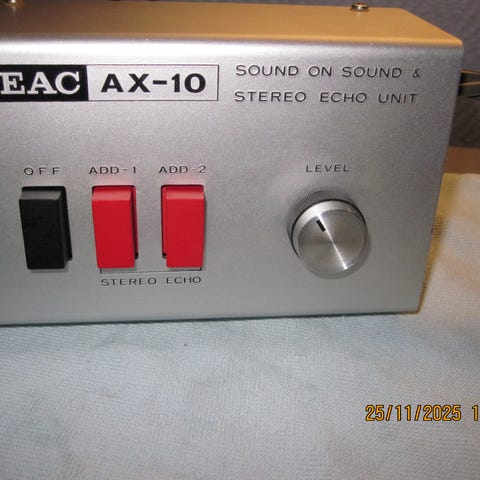 EAC AX-10
SOUND ON SOUND &
STEREO ECHO UNIT
OFF ADD-1 ADD-2 LEVEL
STEREO ECHO
25/11/2025 1